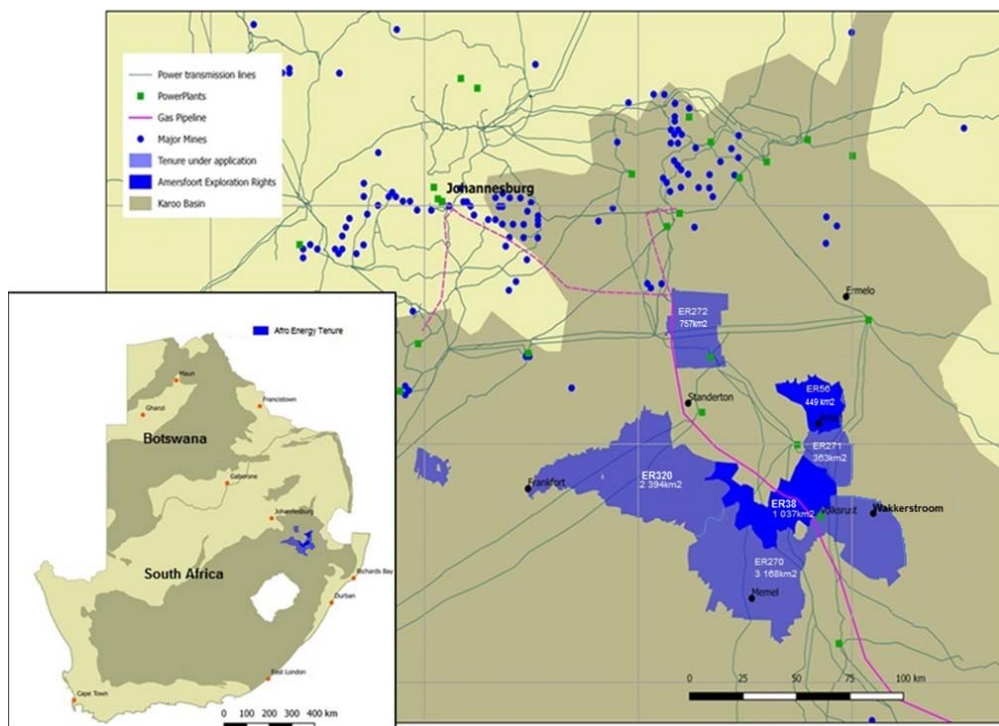 Power transmission lines
PowerPlants
Gas Pipeline
Major Mines
Tenure under application
Amersfoort Exploration Rights
Karoo Basin
Johannesburg
Ermelo
ER272
757km2
Standerton
ER56
449 km2
ER271
363km2
Frankfort
ER320
2 394km2
ER38
1 037km2
Volksrust
Wakkerstroom
ER270
3 168km2
Memel
0 25 50 75 100 km
Afro Energy Tenure
Maun
Ghanzi
Francistown
Botswana
Gaborone
Johannesburg
South Africa
Richards Bay
Durban
East London
Cape Town
0 100 200 300 400 km